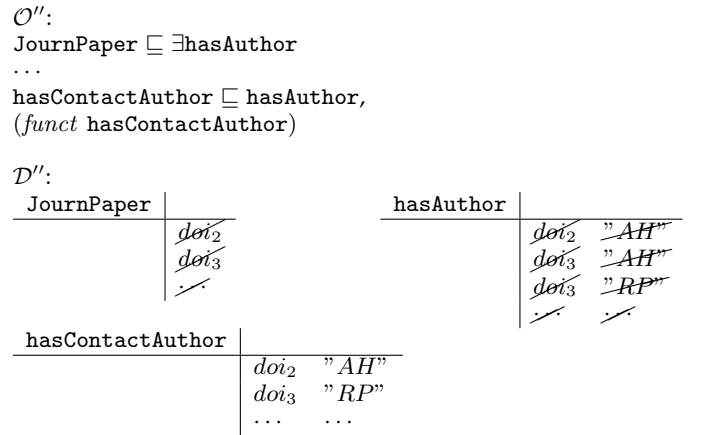 𝒪″:
JournPaper ⊑ ∃hasAuthor
⋯
hasContactAuthor ⊑ hasAuthor,
(funct hasContactAuthor)
𝒟″:
JournPaper
doi₂
doi₃
⋯
hasAuthor
doi₂ ”AH”
doi₃ ”AH”
doi₃ ”RP”
⋯ ⋯
hasContactAuthor
doi₂ ”AH”
doi₃ ”RP”
⋯ ⋯